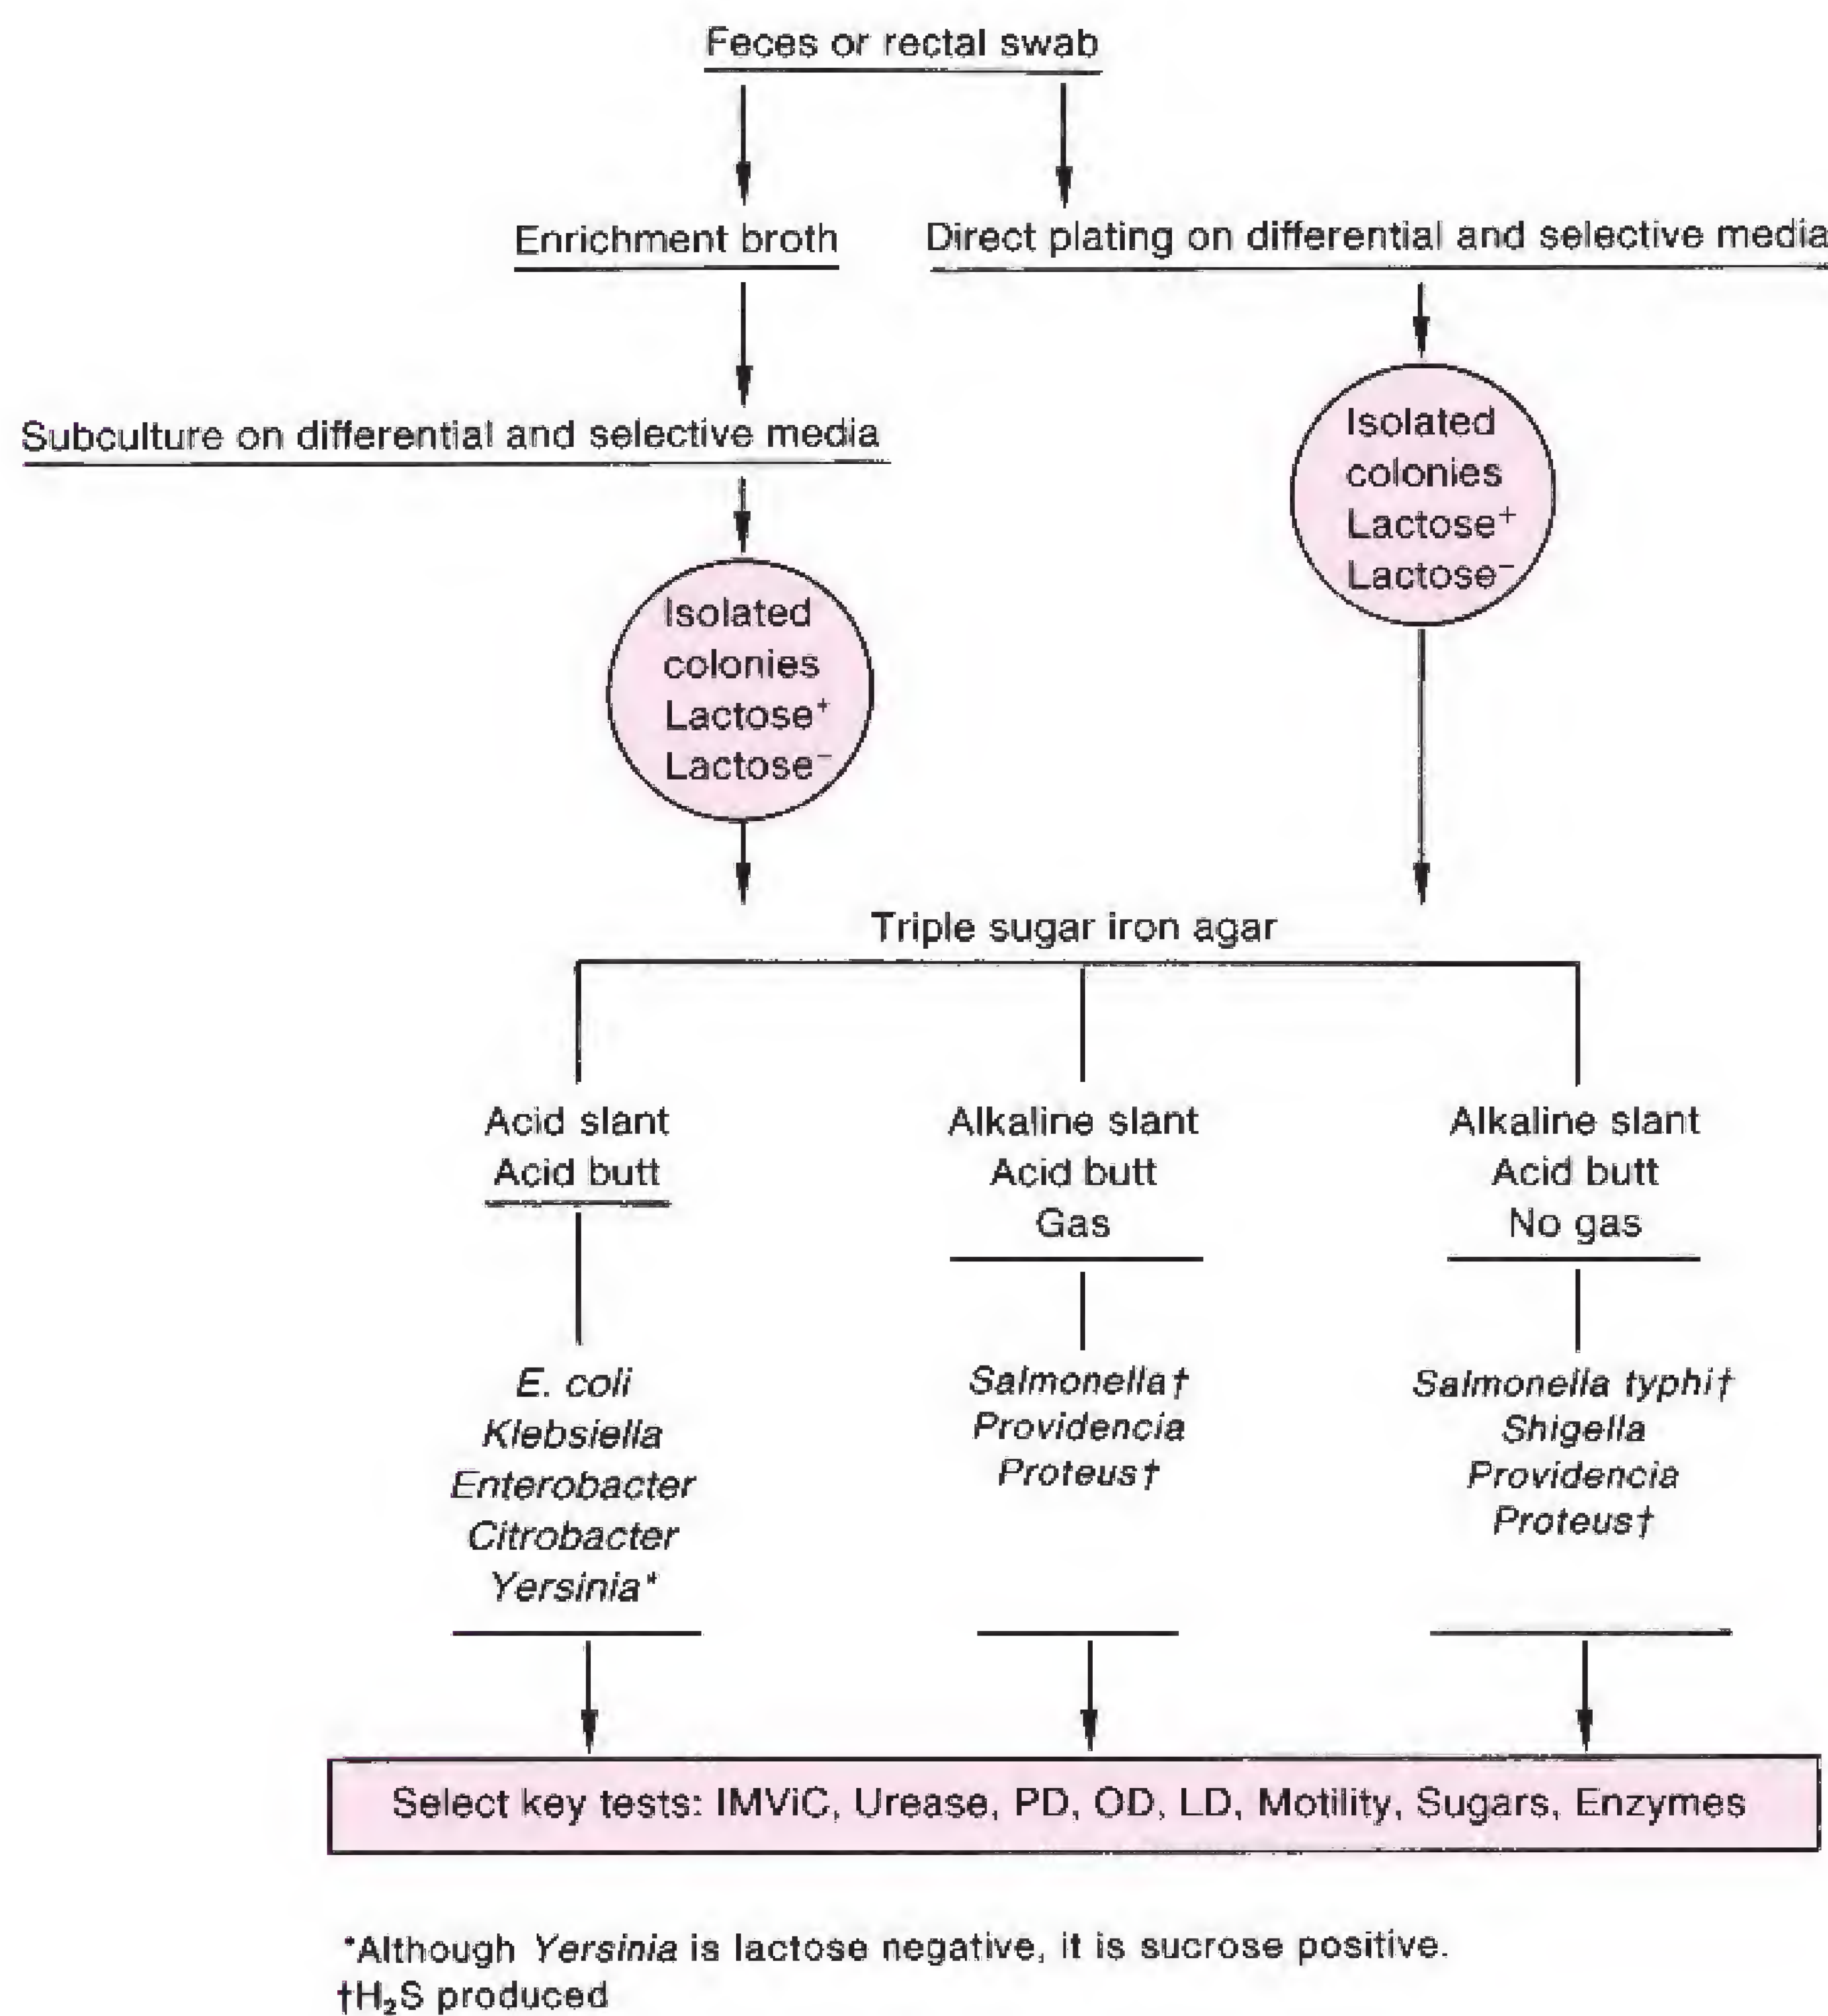 Feces or rectal swab
Enrichment broth
Direct plating on differential and selective media
Subculture on differential and selective media
Isolated
colonies
Lactose⁺
Lactose⁻
Isolated
colonies
Lactose⁺
Lactose⁻
Triple sugar iron agar
Acid slant
Acid butt
Alkaline slant
Acid butt
Gas
Alkaline slant
Acid butt
No gas
E. coli
Klebsiella
Enterobacter
Citrobacter
Yersinia*
Salmonella†
Providencia
Proteus†
Salmonella typhi†
Shigella
Providencia
Proteus†
Select key tests: IMViC, Urease, PD, OD, LD, Motility, Sugars, Enzymes
*Although Yersinia is lactose negative, it is sucrose positive.
†H₂S produced